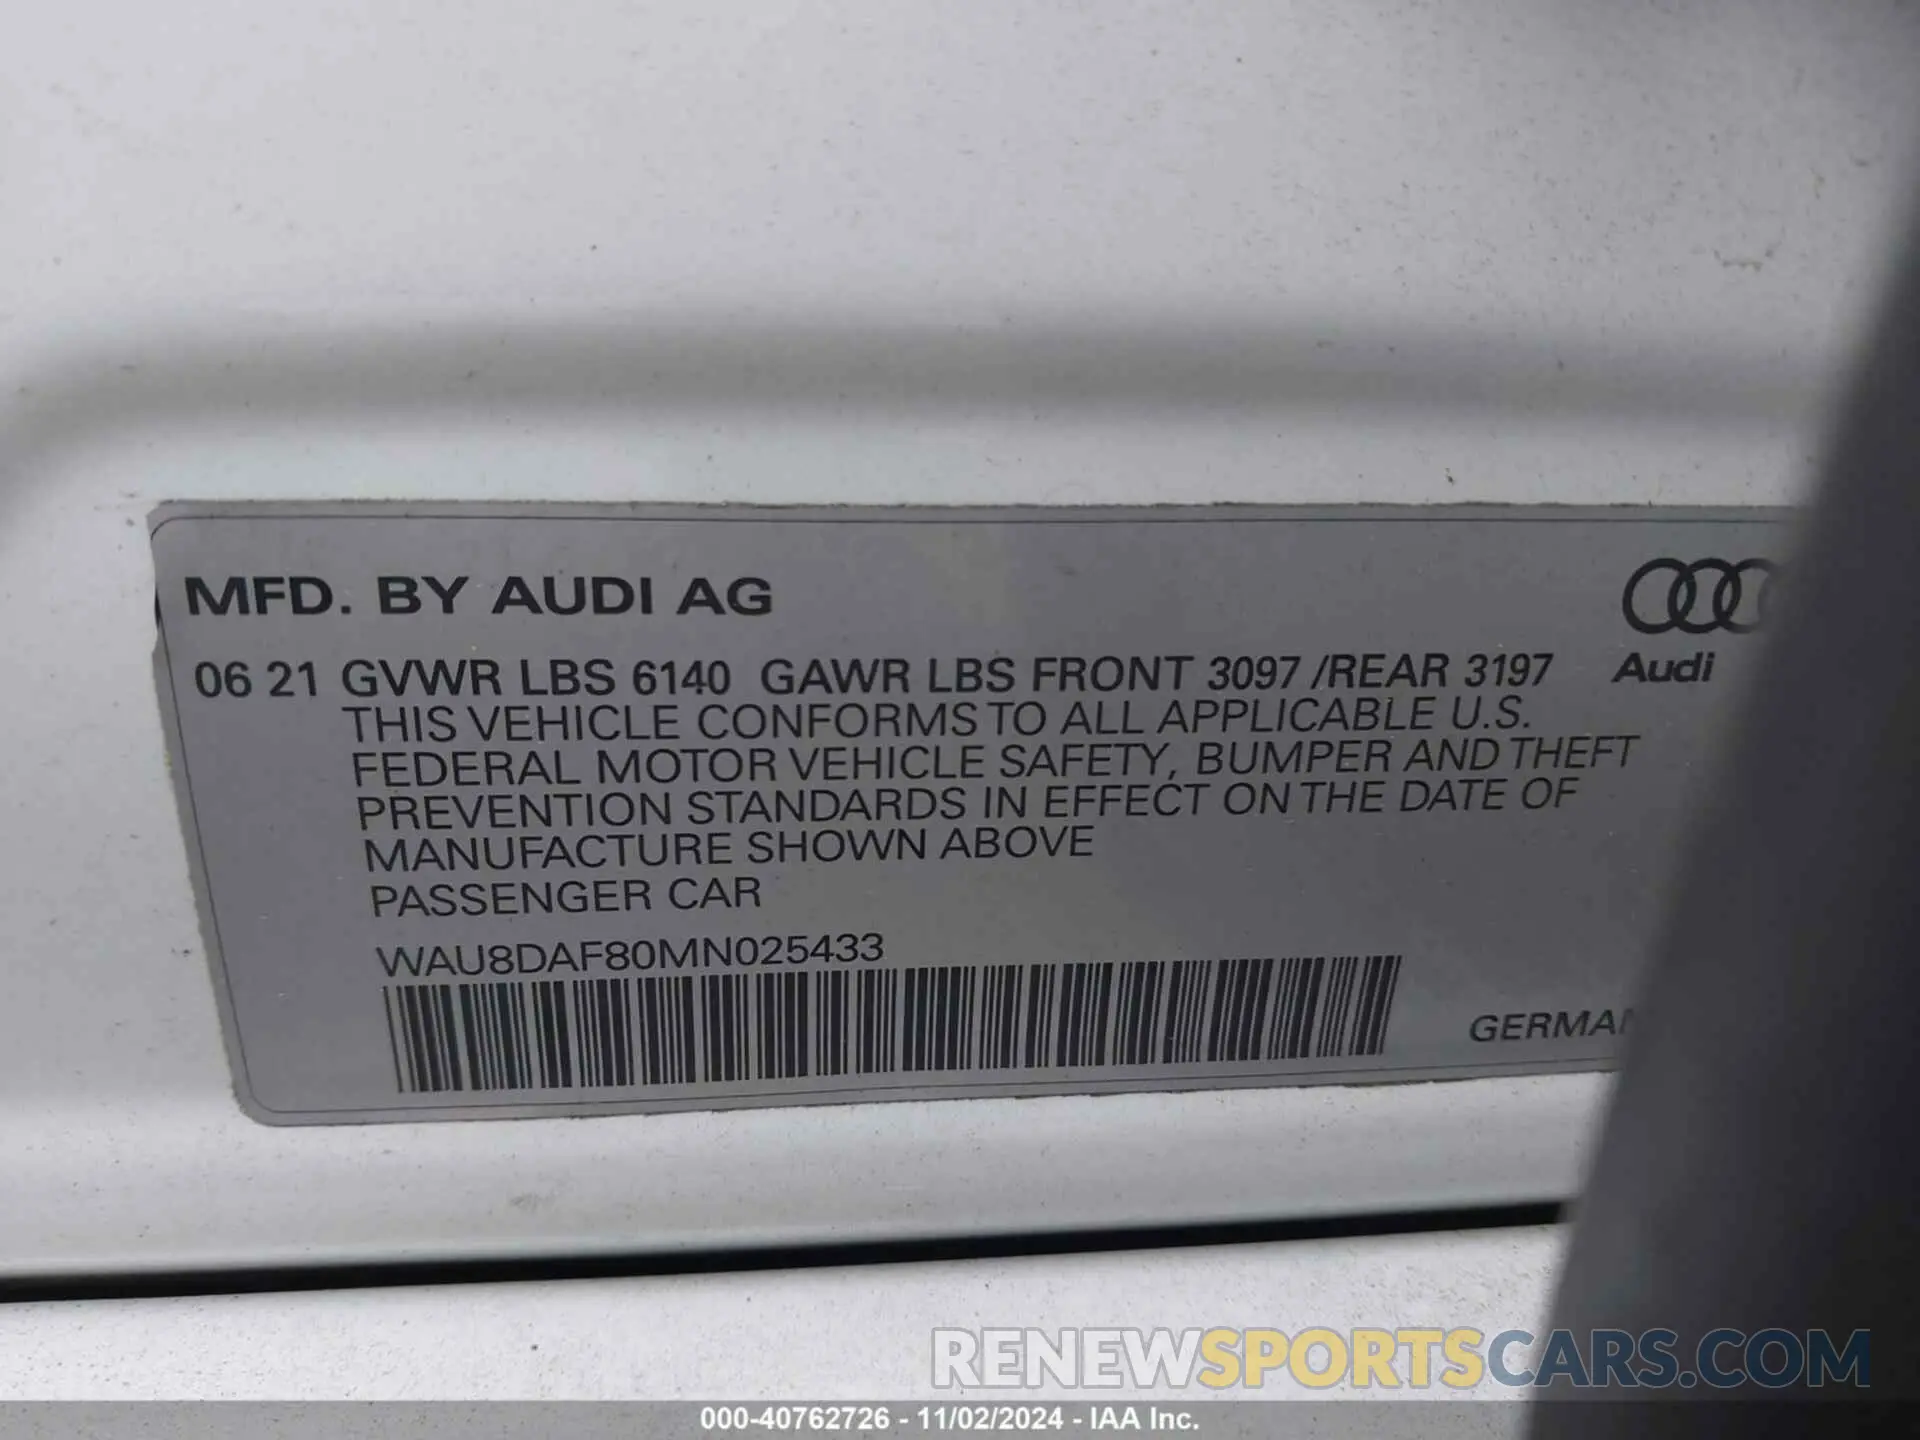 MFD. BY AUDI AG
06 21 GVWR LBS 6140 GAWR LBS FRONT 3097 /REAR 3197
Audi
THIS VEHICLE CONFORMS TO ALL APPLICABLE U.S.
FEDERAL MOTOR VEHICLE SAFETY, BUMPER AND THEFT
PREVENTION STANDARDS IN EFFECT ON THE DATE OF
MANUFACTURE SHOWN ABOVE
PASSENGER CAR
WAU8DAF80MN025433
GERMAN
RENEWSPORTSCARS.COM
000-40762726 - 11/02/2024 - IAA Inc.